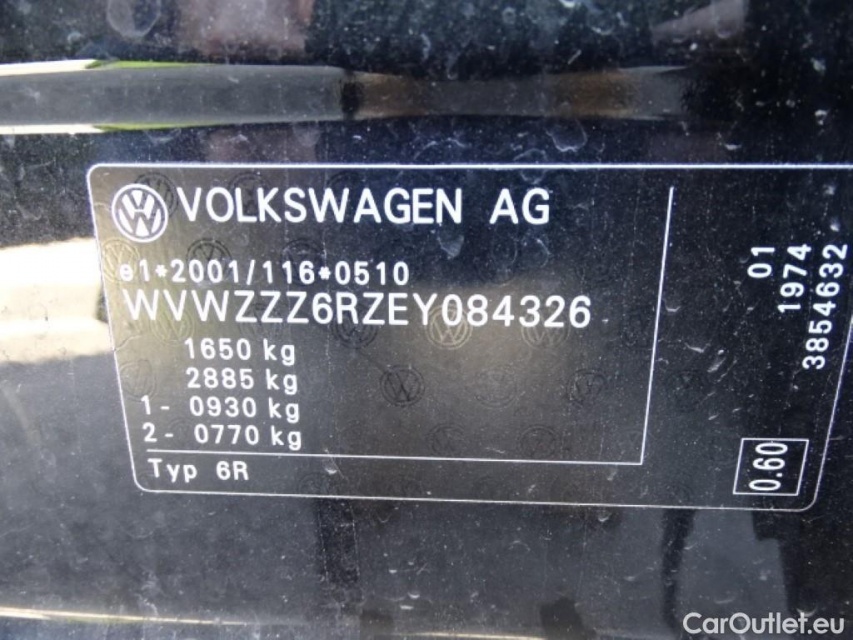 VOLKSWAGEN AG
e1*2001/116*0510
WVWZZZ6RZEY084326
1650 kg
2885 kg
1- 0930 kg
2- 0770 kg
Typ 6R
01
1974
3854632
0.60
CarOutlet.eu